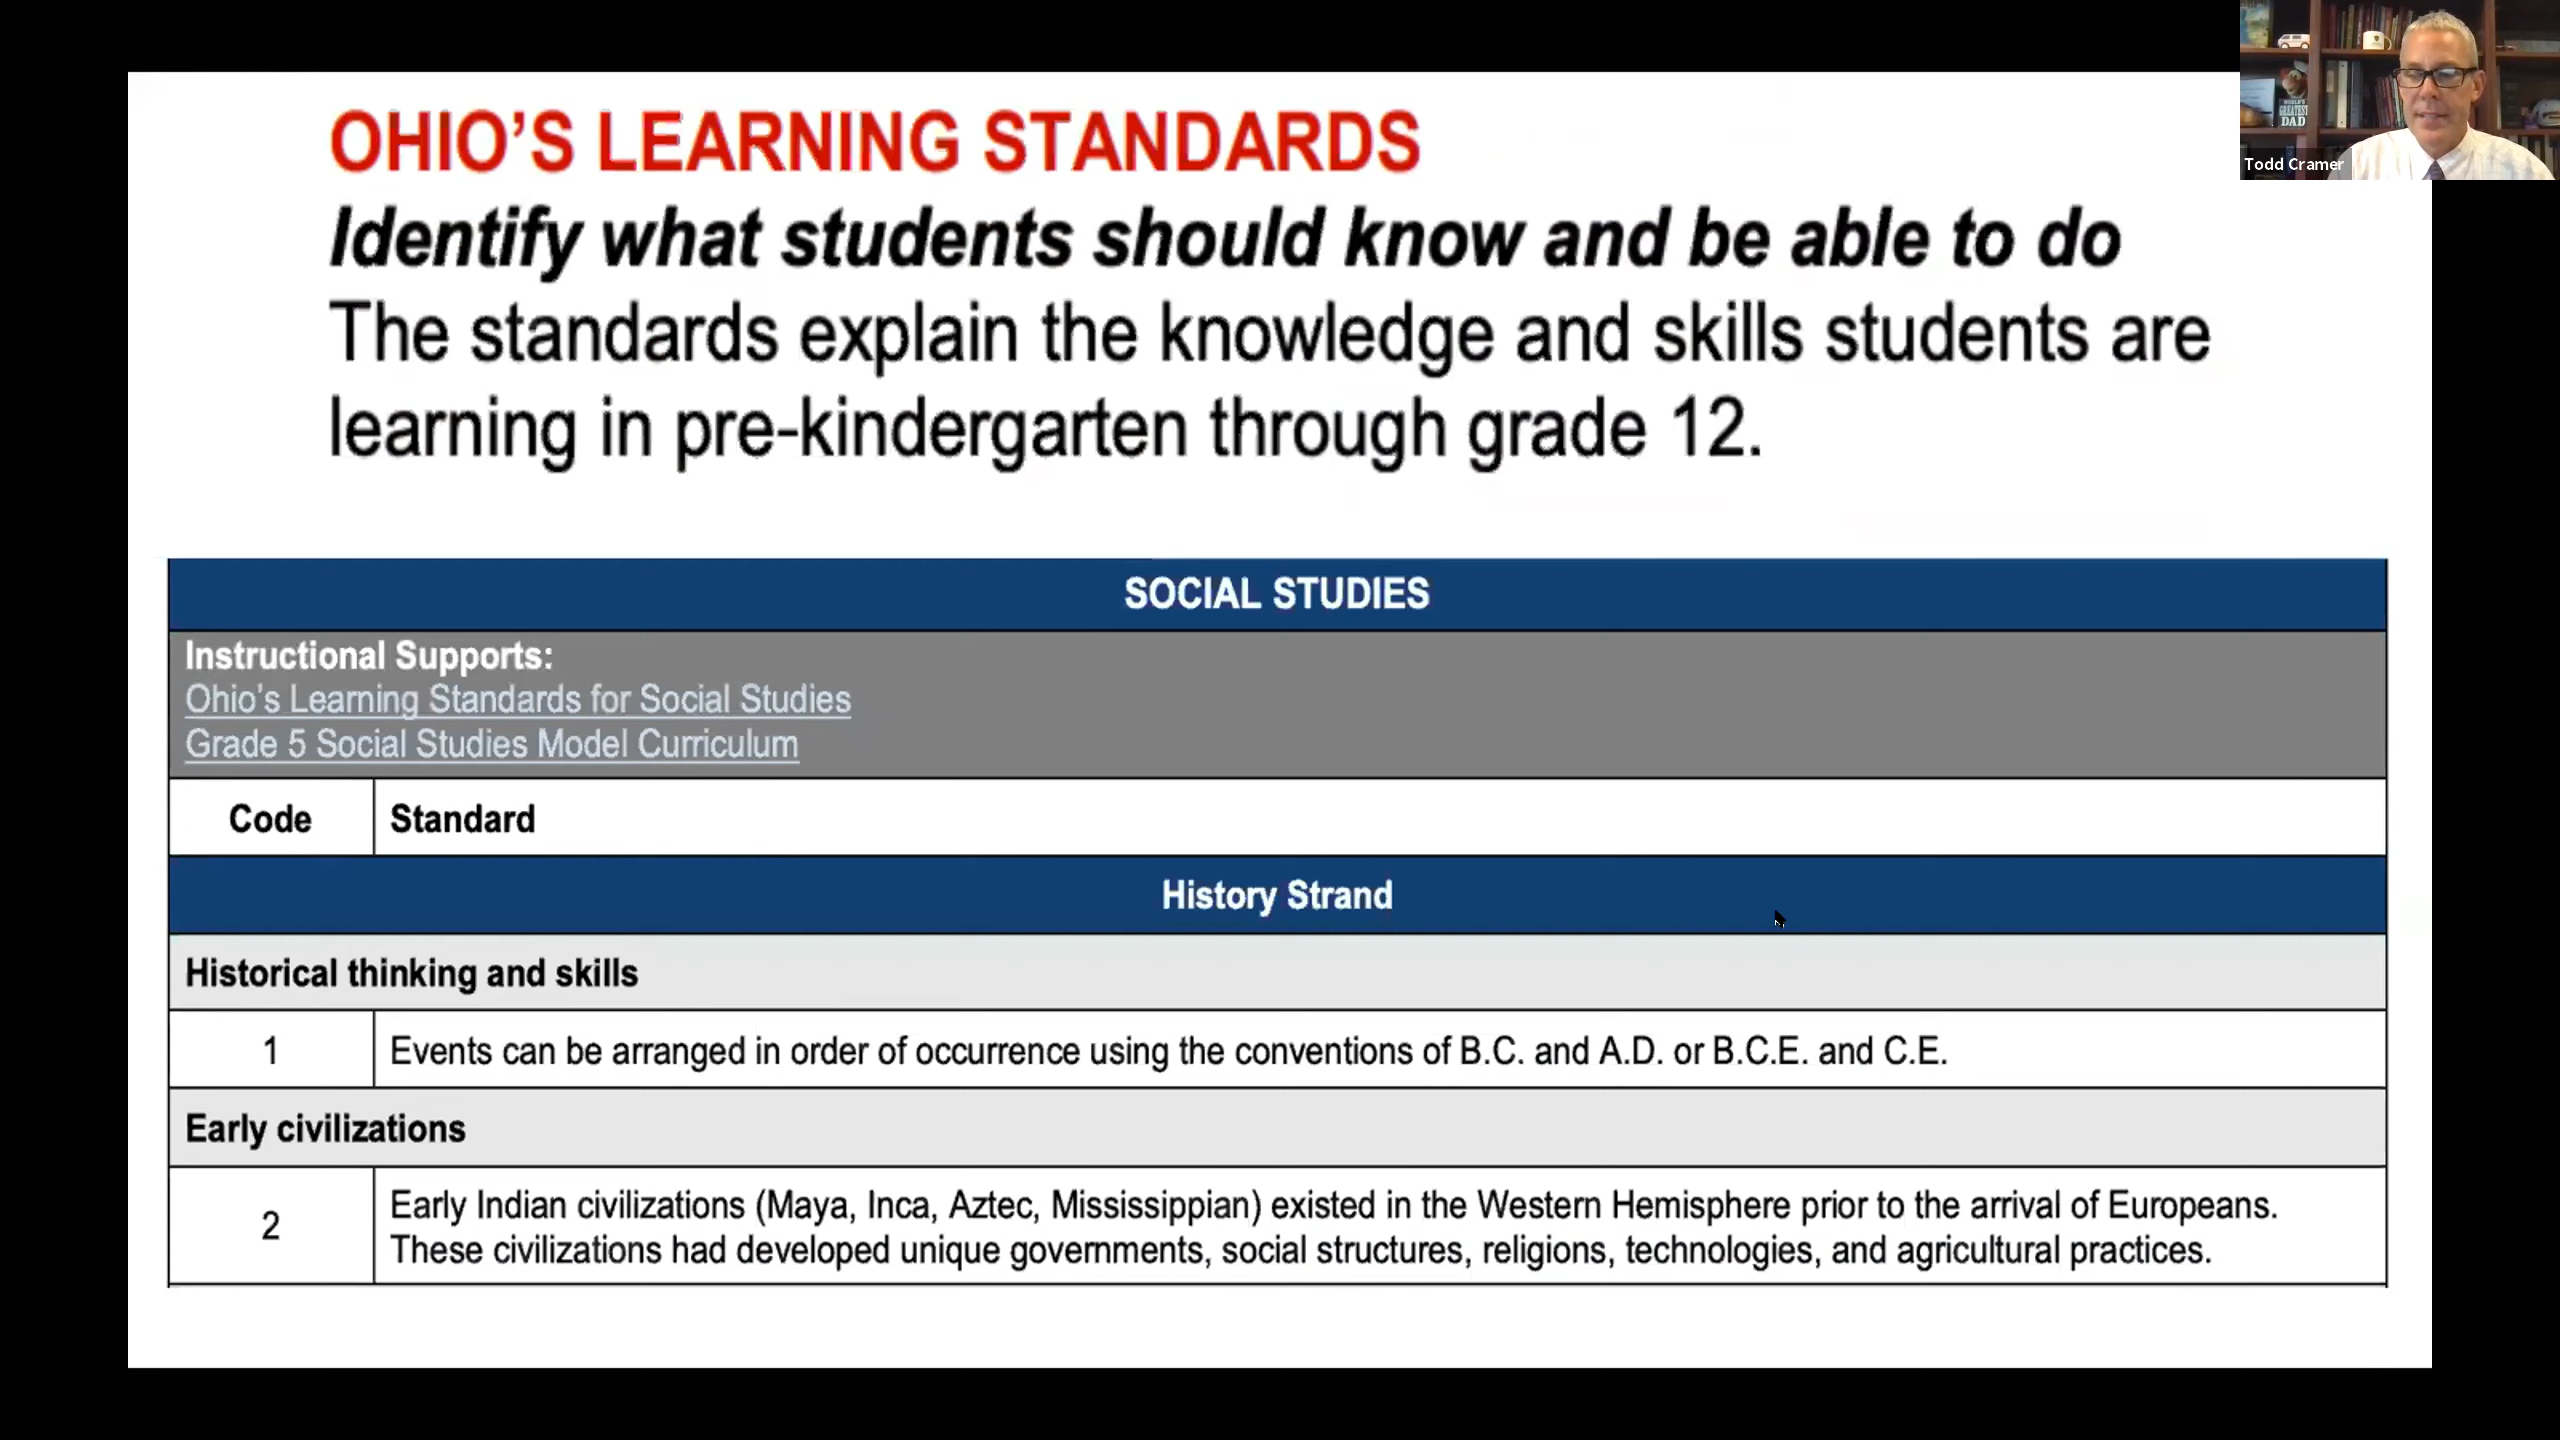 OHIO'S LEARNING STANDARDS
Identify what students should know and be able to do
The standards explain the knowledge and skills students are
learning in pre-kindergarten through grade 12.
SOCIAL STUDIES
Instructional Supports:
Ohio's Learning Standards for Social Studies
Grade 5 Social Studies Model Curriculum
Code Standard
History Strand
Historical thinking and skills
1 Events can be arranged in order of occurrence using the conventions of B.C. and A.D. or B.C.E. and C.E.
Early civilizations
2 Early Indian civilizations (Maya, Inca, Aztec, Mississippian) existed in the Western Hemisphere prior to the arrival of Europeans.
These civilizations had developed unique governments, social structures, religions, technologies, and agricultural practices.
WORLD'S
GREATEST
DAD
Todd Cramer